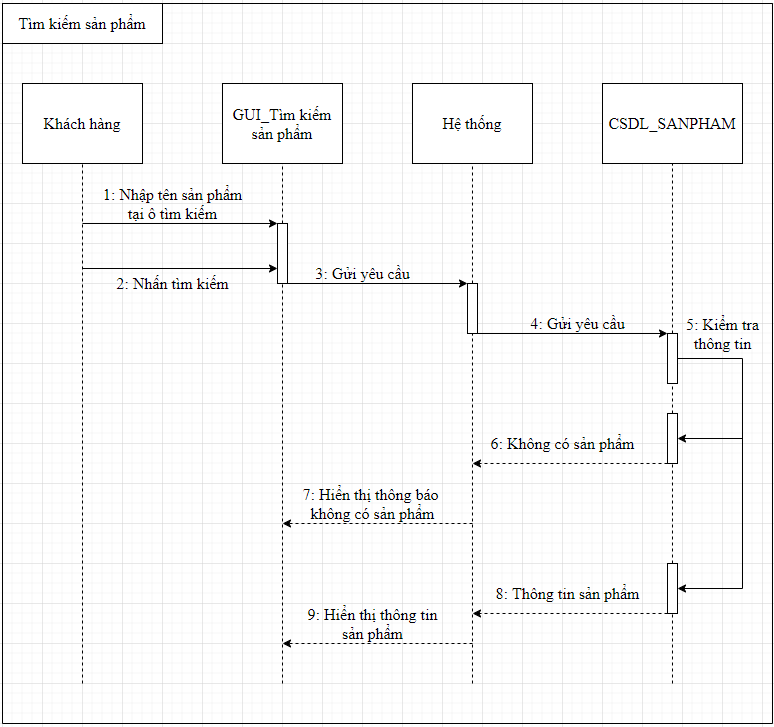 Tìm kiếm sản phẩm
Khách hàng
GUI_Tìm kiếm
sản phẩm
Hệ thống
CSDL_SANPHAM
1: Nhập tên sản phẩm
tại ô tìm kiếm
2: Nhấn tìm kiếm
3: Gửi yêu cầu
4: Gửi yêu cầu
5: Kiểm tra
thông tin
6: Không có sản phẩm
7: Hiển thị thông báo
không có sản phẩm
8: Thông tin sản phẩm
9: Hiển thị thông tin
sản phẩm